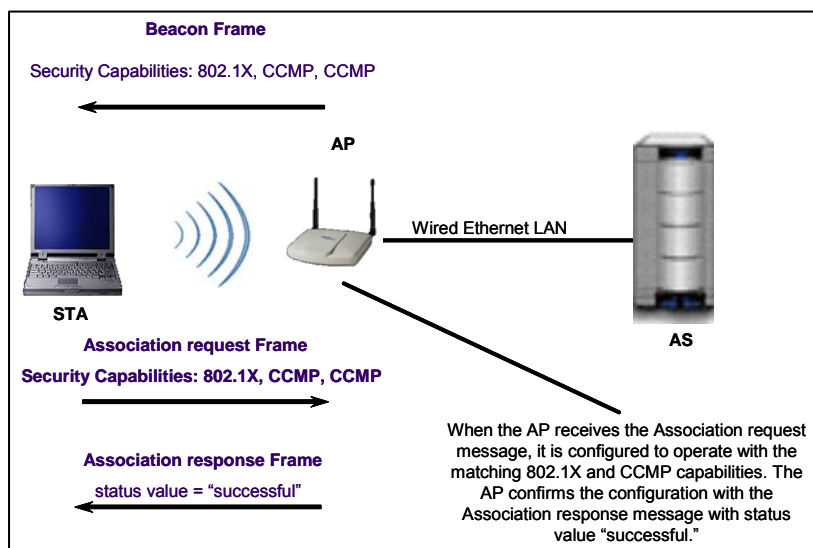 Beacon Frame
Security Capabilities: 802.1X, CCMP, CCMP
AP
Wired Ethernet LAN
STA
AS
Association request Frame
Security Capabilities: 802.1X, CCMP, CCMP
Association response Frame
status value = “successful”
When the AP receives the Association request
message, it is configured to operate with the
matching 802.1X and CCMP capabilities. The
AP confirms the configuration with the
Association response message with status
value “successful.”